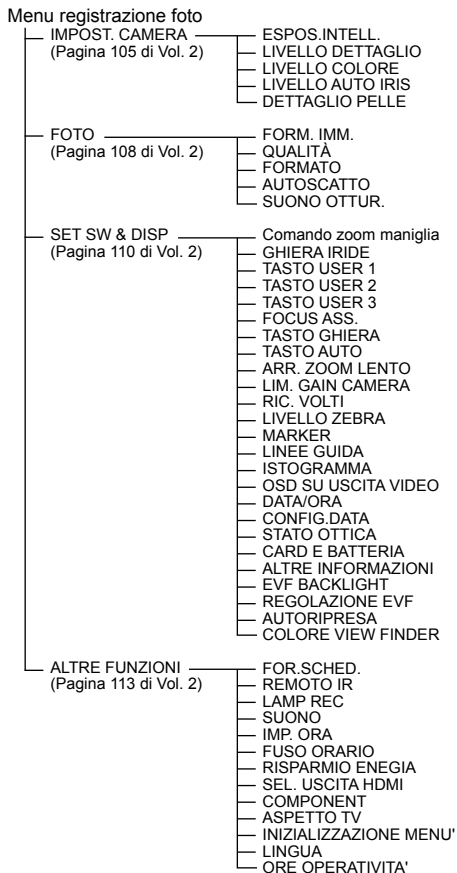 Menu registrazione foto
IMPOST. CAMERA
(Pagina 105 di Vol. 2)
ESPOS.INTELL.
LIVELLO DETTAGLIO
LIVELLO COLORE
LIVELLO AUTO IRIS
DETTAGLIO PELLE
FOTO
(Pagina 108 di Vol. 2)
FORM. IMM.
QUALITÀ
FORMATO
AUTOSCATTO
SUONO OTTUR.
SET SW & DISP
(Pagina 110 di Vol. 2)
Comando zoom maniglia
GHIERA IRIDE
TASTO USER 1
TASTO USER 2
TASTO USER 3
FOCUS ASS.
TASTO GHIERA
TASTO AUTO
ARR. ZOOM LENTO
LIM. GAIN CAMERA
RIC. VOLTI
LIVELLO ZEBRA
MARKER
LINEE GUIDA
ISTOGRAMMA
OSD SU USCITA VIDEO
DATA/ORA
CONFIG.DATA
STATO OTTICA
CARD E BATTERIA
ALTRE INFORMAZIONI
EVF BACKLIGHT
REGOLAZIONE EVF
AUTORIPRESA
COLORE VIEW FINDER
ALTRE FUNZIONI
(Pagina 113 di Vol. 2)
FOR.SCHED.
REMOTO IR
LAMP REC
SUONO
IMP. ORA
FUSO ORARIO
RISPARMIO ENEGIA
SEL. USCITA HDMI
COMPONENT
ASPETTO TV
INIZIALIZZAZIONE MENU'
LINGUA
ORE OPERATIVITA'